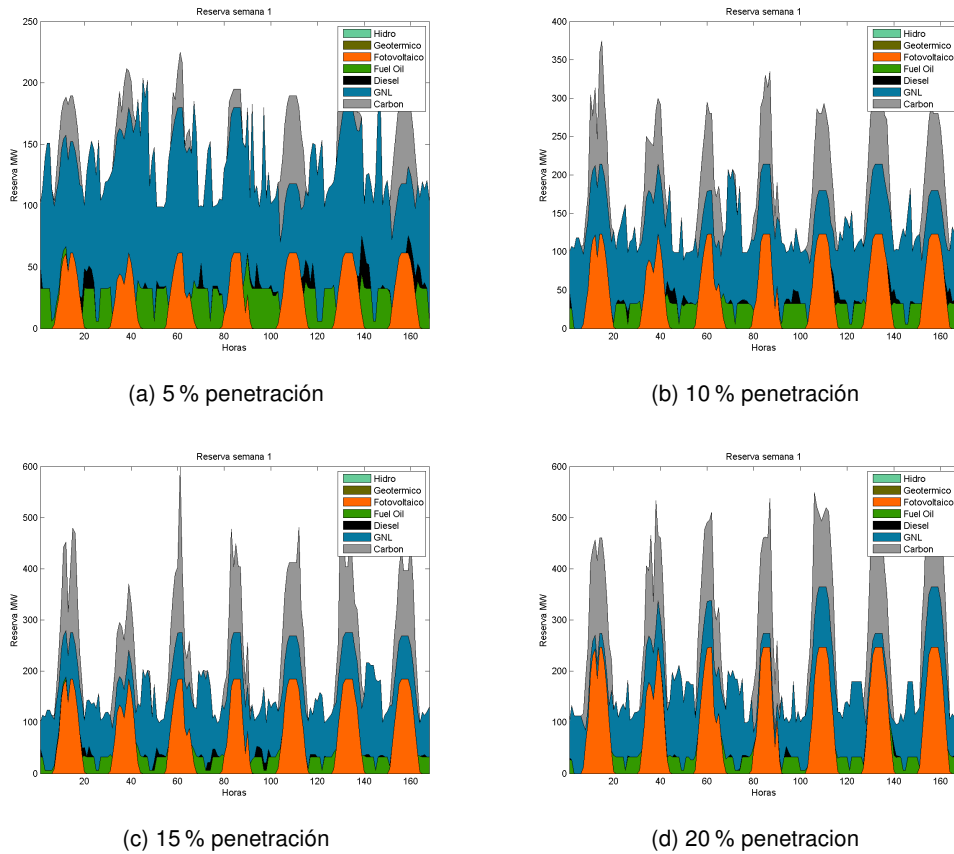 Reserva semana 1
Reserva MW
250
200
150
100
50
0
Hidro
Geotermico
Fotovoltaico
Fuel Oil
Diesel
GNL
Carbon
20 40 60 80 100 120 140 160
Horas
(a) 5 % penetración
Reserva semana 1
Reserva MW
400
350
300
250
200
150
100
50
0
Hidro
Geotermico
Fotovoltaico
Fuel Oil
Diesel
GNL
Carbon
20 40 60 80 100 120 140 160
Horas
(b) 10 % penetración
Reserva semana 1
Reserva MW
600
500
400
300
200
100
0
Hidro
Geotermico
Fotovoltaico
Fuel Oil
Diesel
GNL
Carbon
20 40 60 80 100 120 140 160
Horas
(c) 15 % penetración
Reserva semana 1
Reserva MW
600
500
400
300
200
100
0
Hidro
Geotermico
Fotovoltaico
Fuel Oil
Diesel
GNL
Carbon
20 40 60 80 100 120 140 160
Horas
(d) 20 % penetracion